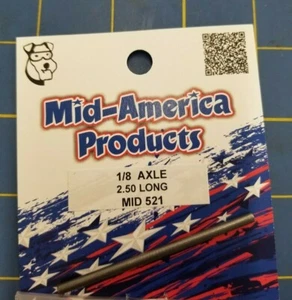 Mid-America
Products
1/8 AXLE
2.50 LONG
MID 521